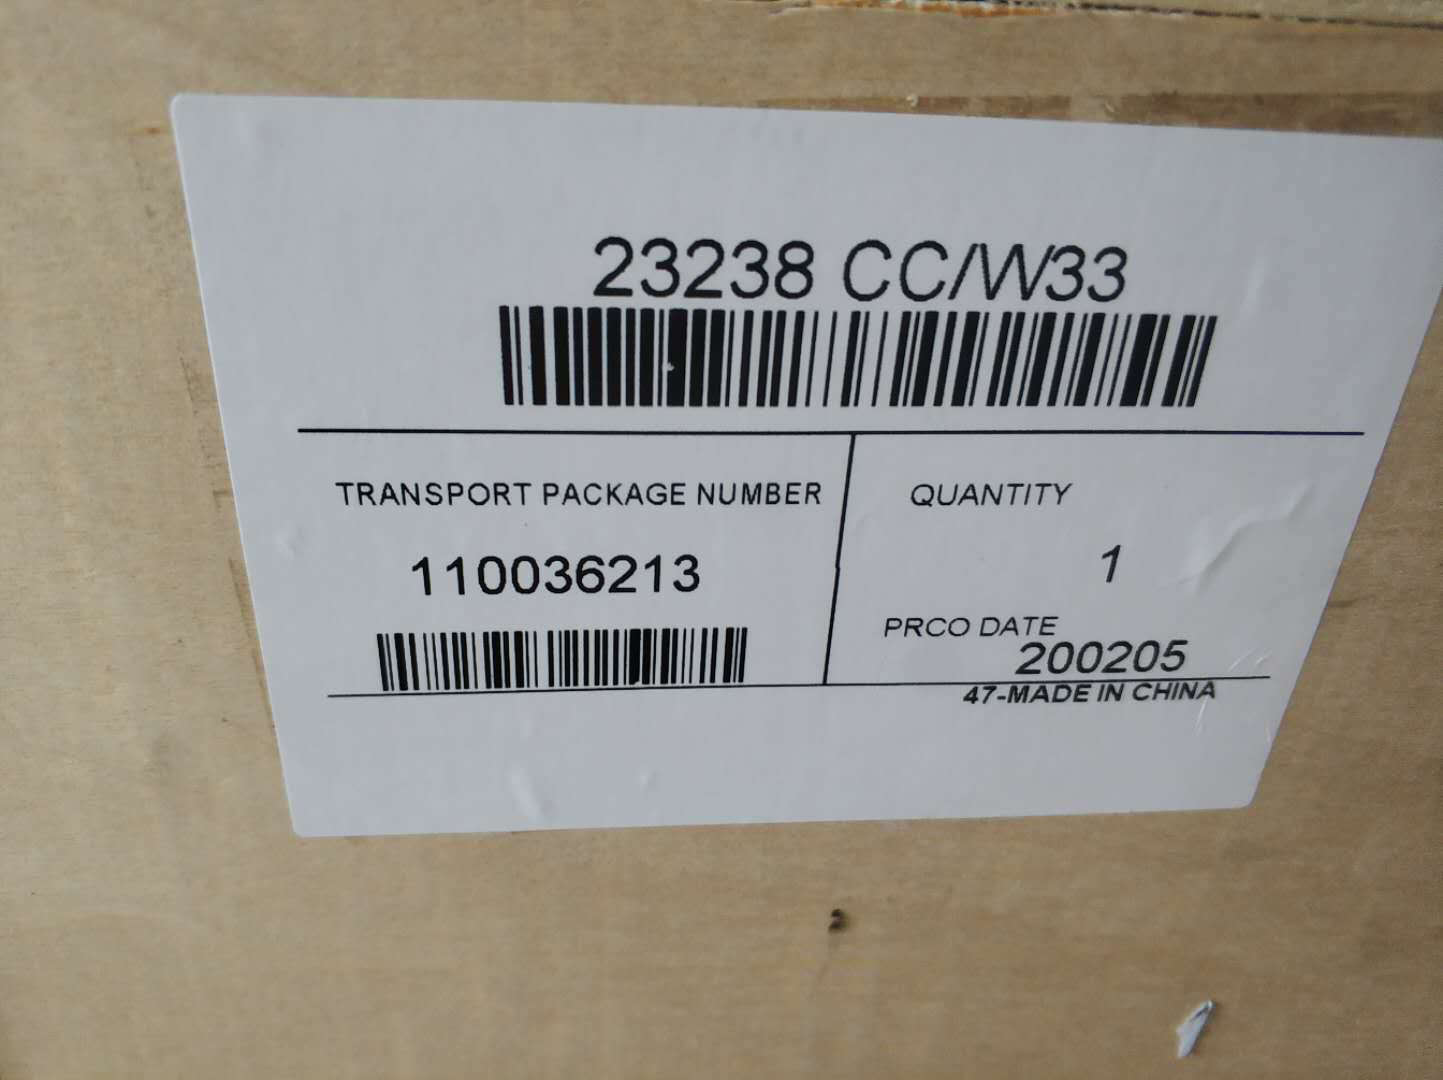 23238 CC/W33
TRANSPORT PACKAGE NUMBER
110036213
QUANTITY
1
PRCO DATE
200205
47-MADE IN CHINA